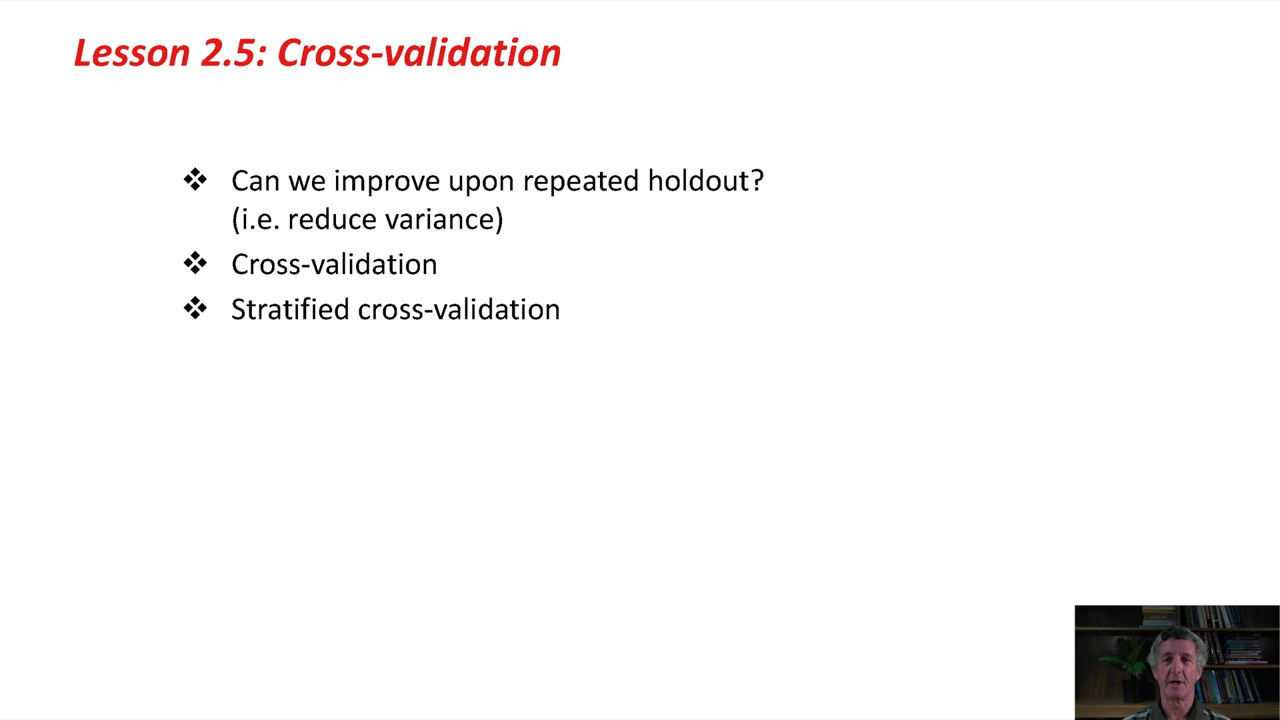 Lesson 2.5: Cross-validation
❖ Can we improve upon repeated holdout?
(i.e. reduce variance)
❖ Cross-validation
❖ Stratified cross-validation